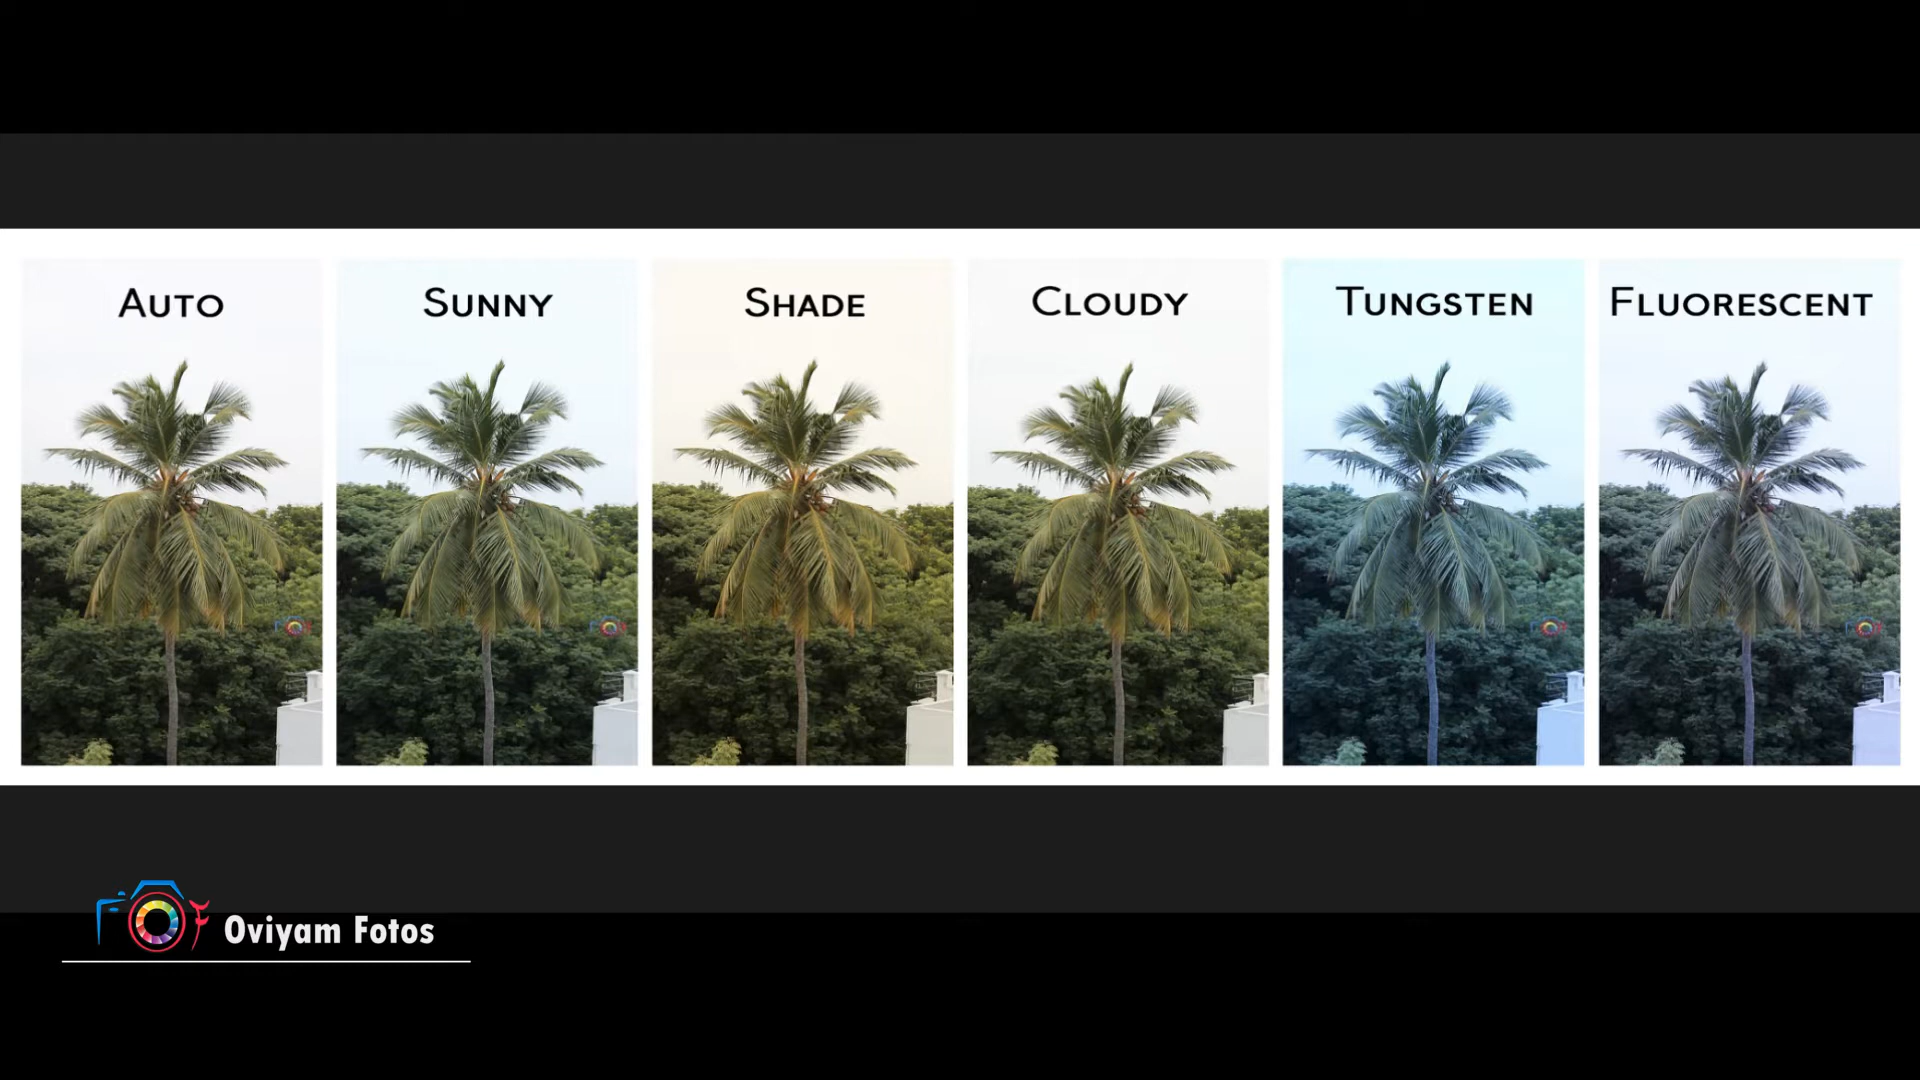 Auto
Sunny
Shade
Cloudy
Tungsten
Fluorescent
Oviyam Fotos